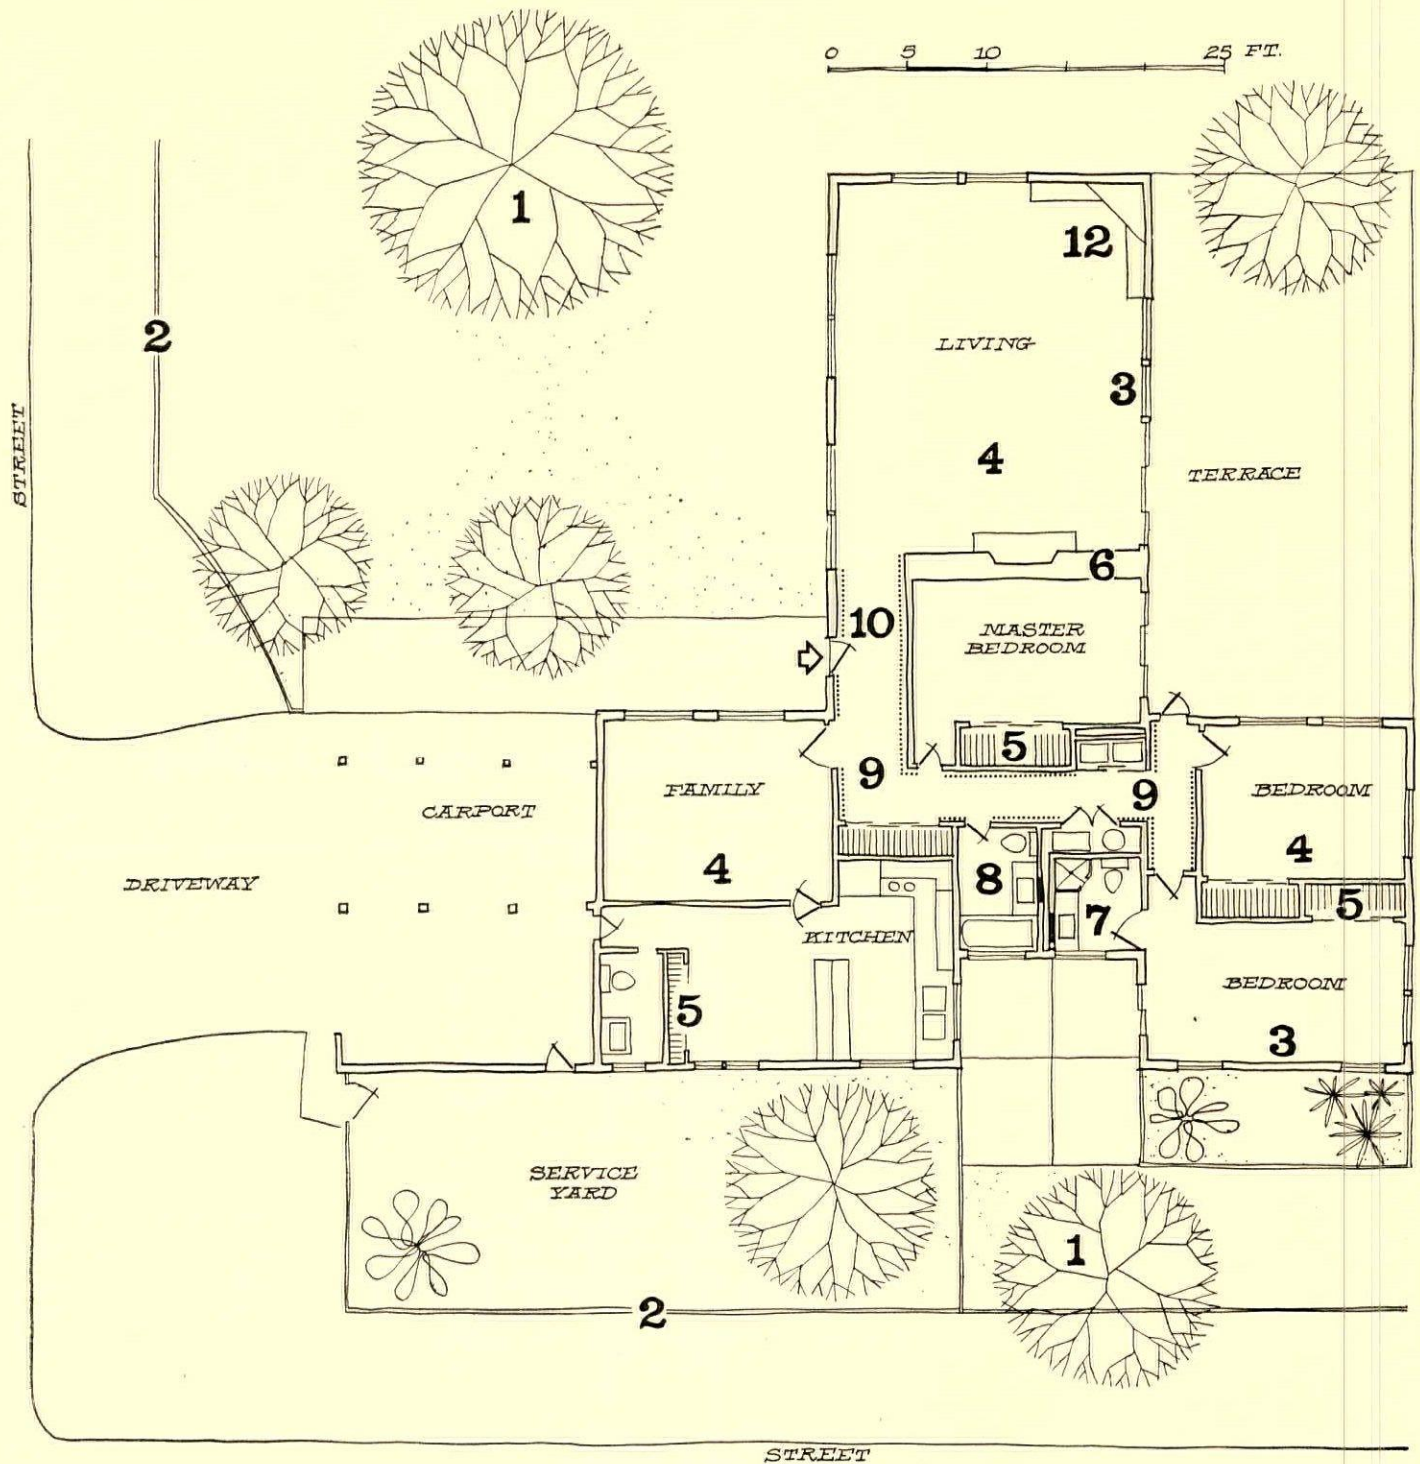 0 5 10 25 FT.
1
12
2
LIVING
3
STREET
4
TERRACE
6
10
MASTER
BEDROOM
5
9
FAMILY
9
BEDROOM
CARPORT
4
4
8
DRIVEWAY
5
7
KITCHEN
BEDROOM
5
3
SERVICE
YARD
1
2
STREET